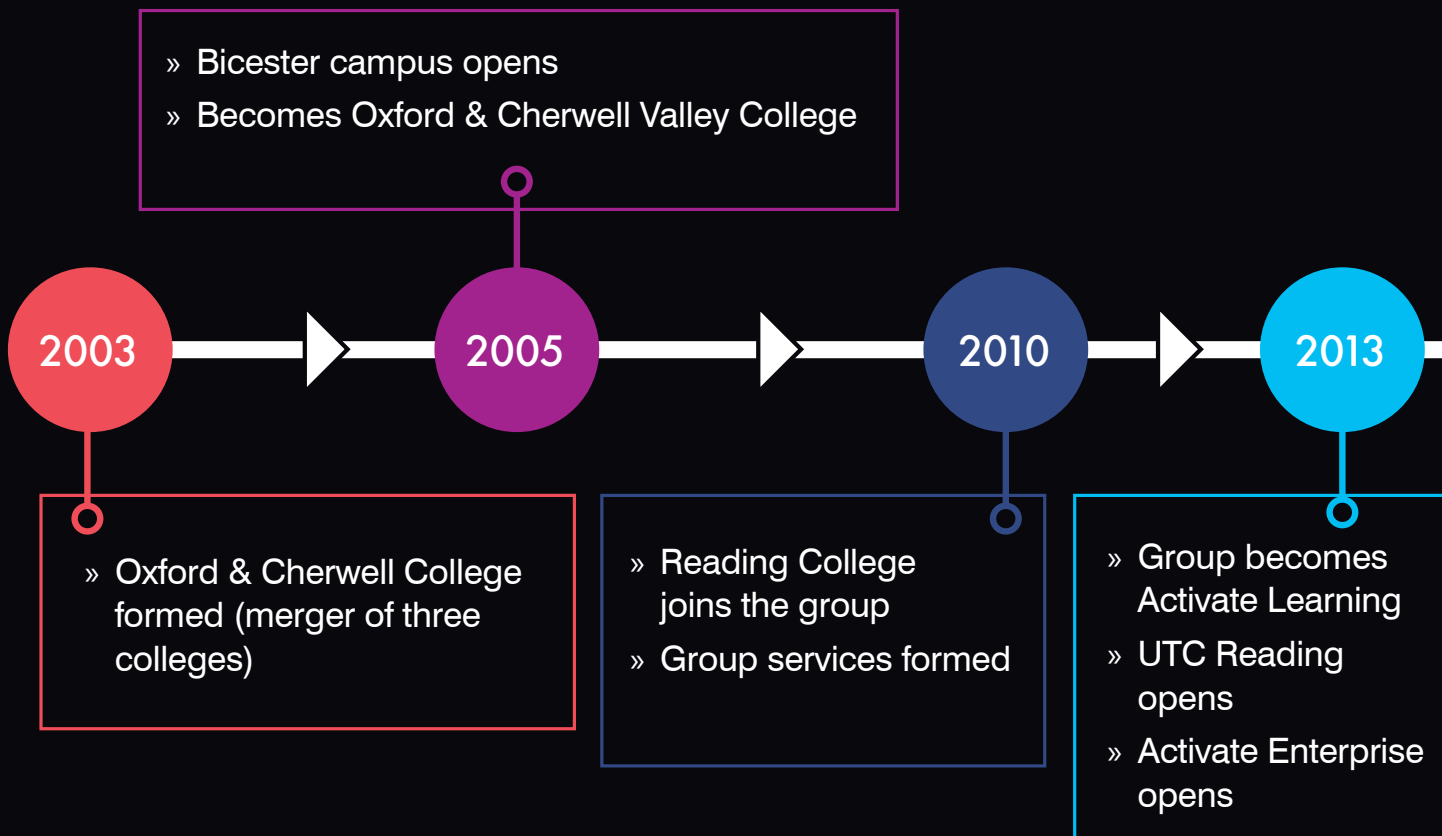 » Bicester campus opens
» Becomes Oxford & Cherwell Valley College
2003
2005
2010
2013
» Oxford & Cherwell College
formed (merger of three
colleges)
» Reading College
joins the group
» Group services formed
» Group becomes
Activate Learning
» UTC Reading
opens
» Activate Enterprise
opens